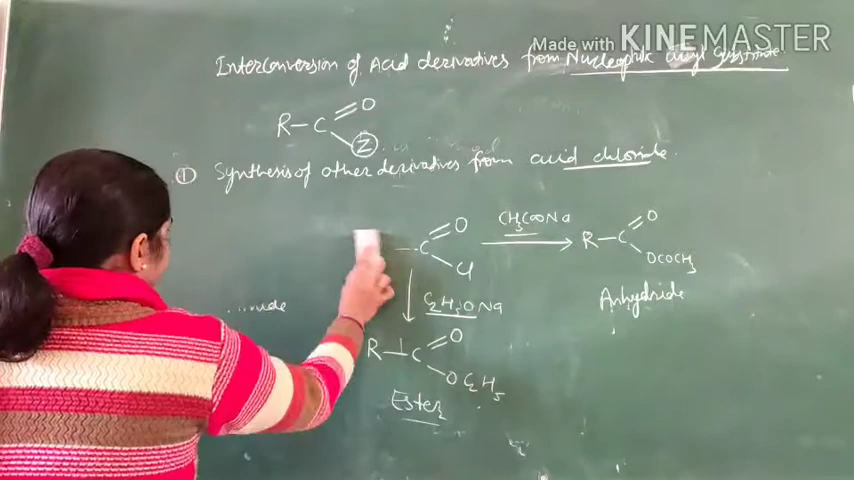 Made with KINEMASTER
Interconversion of Acid derivatives from Nucleophilic acyl
R-C=O
Z
① Synthesis of other derivatives from acid chloride.
-C=O
Cl
CH3COONa
R-C=O
OCOCH3
Anhydride
C2H5ONa
R-C=O
OC2H5
Ester